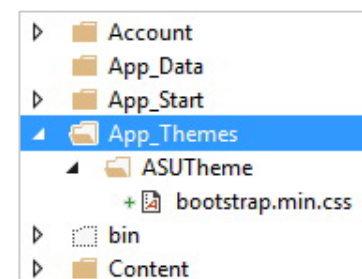 Account
App_Data
App_Start
App_Themes
ASUTheme
bootstrap.min.css
bin
Content